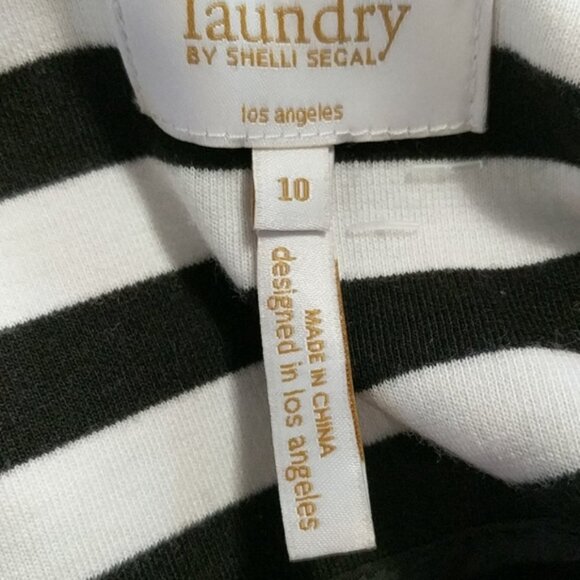 laundry
BY SHELLI SEGAL
los angeles
10
MADE IN CHINA
designed in los angeles